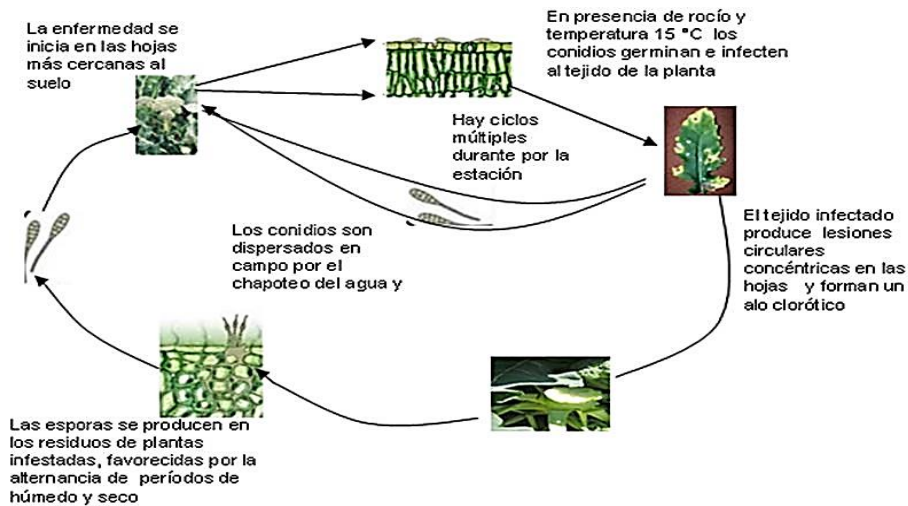 La enfermedad se
inicia en las hojas
más cercanas al
suelo
En presencia de rocío y
temperatura 15 °C los
conidios germinan e infecten
al tejido de la planta
Hay ciclos
múltiples
durante por la
estación
Los conidios son
dispersados en
campo por el
chapoteo del agua y
El tejido infectado
produce lesiones
circulares
concéntricas en las
hojas y forman un
alo clorótico
Las esporas se producen en
los residuos de plantas
infestadas, favorecidas por la
alternancia de períodos de
húmedo y seco